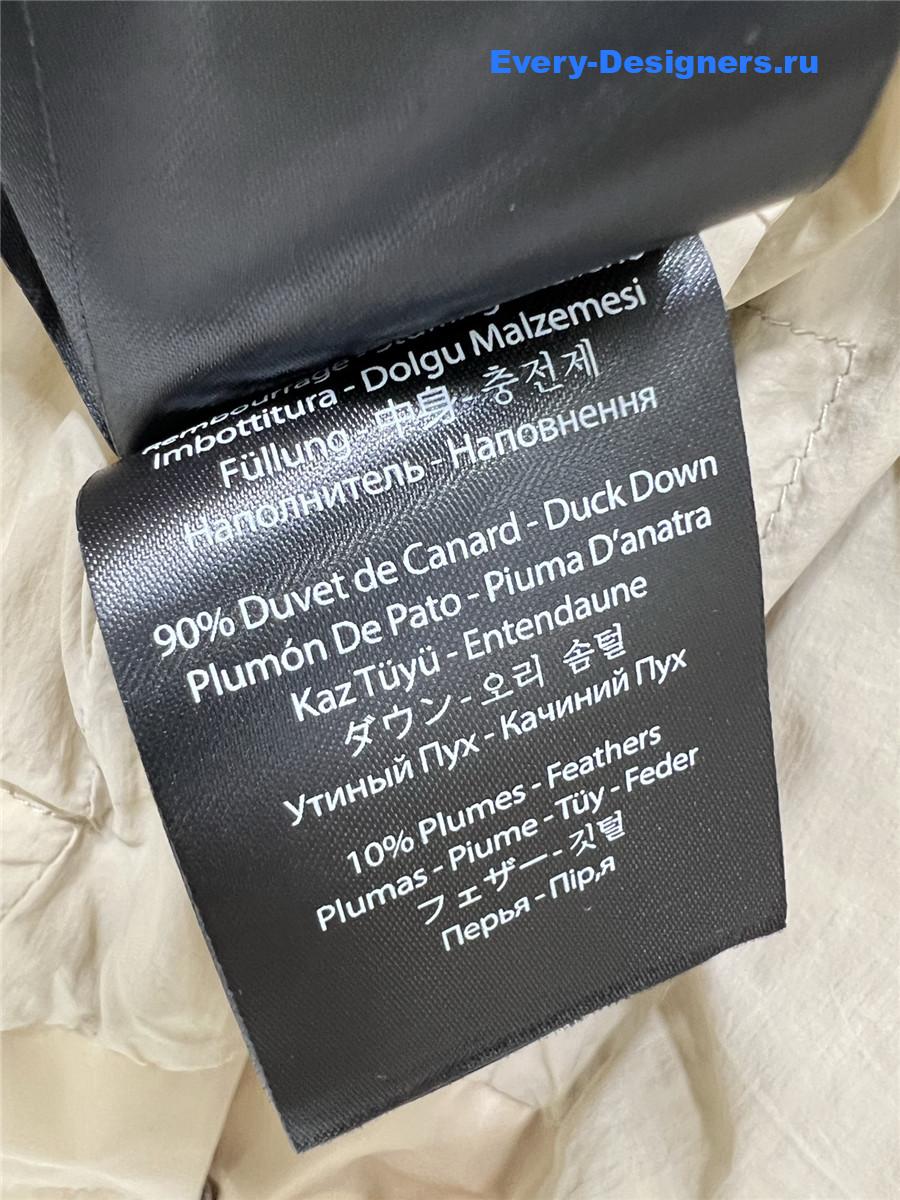 Every-Designers.ru
Rembourrage -
Imbottitura - Dolgu Malzemesi
Füllung - 中身 - 충전제
Наполнитель - Наповнення
90% Duvet de Canard - Duck Down
Plumón De Pato - Piuma D'anatra
Kaz Tüyü - Entendaune
ダウン - 오리 솜털
Утиный Пух - Качиний Пух
10% Plumes - Feathers
Plumas - Piume - Tüy - Feder
フェザー - 깃털
Перья - Пір,я